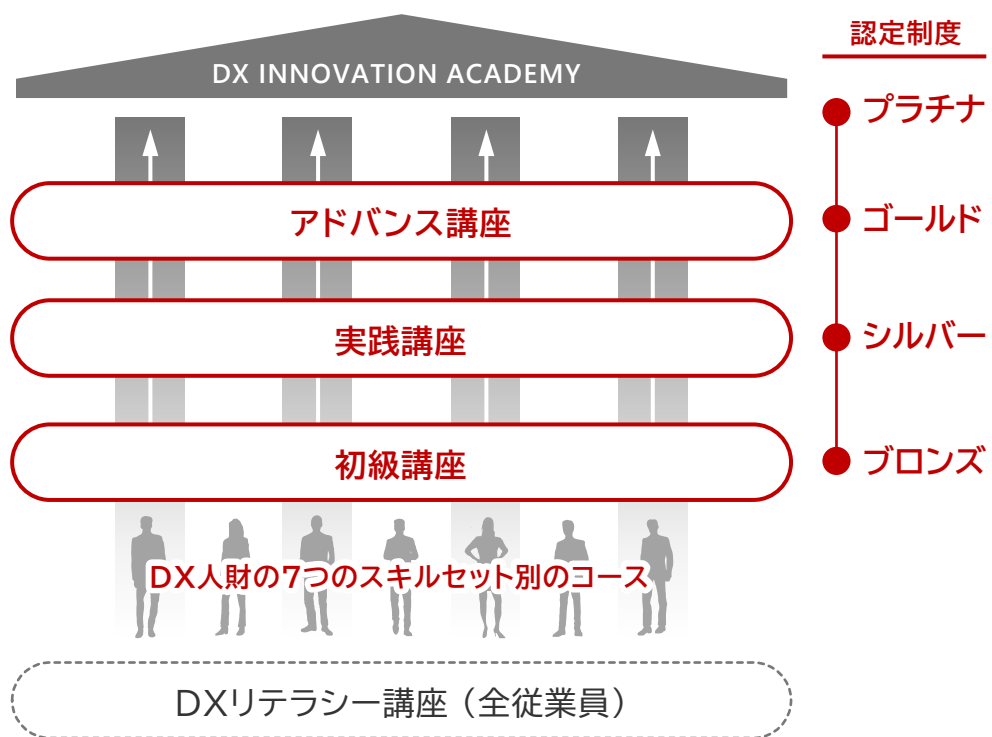 DX INNOVATION ACADEMY
アドバンス講座
実践講座
初級講座
DX人財の7つのスキルセット別のコース
DXリテラシー講座（全従業員）
認定制度
プラチナ
ゴールド
シルバー
ブロンズ